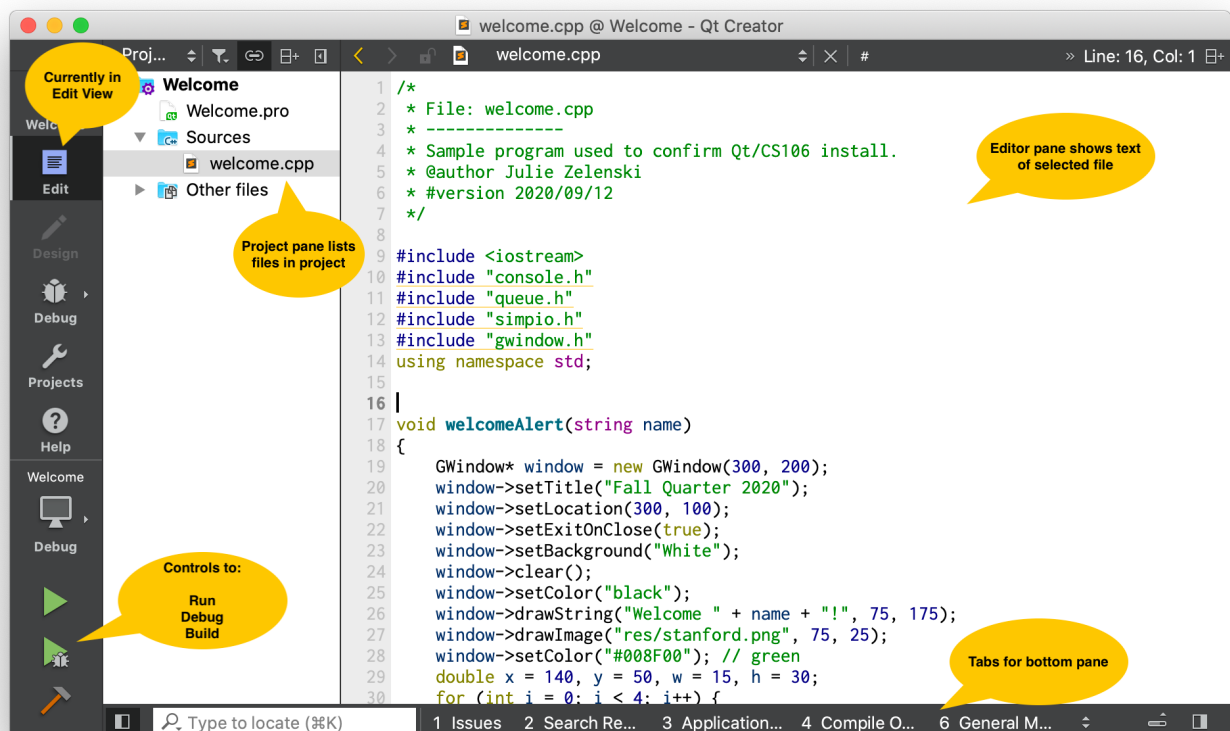 welcome.cpp @ Welcome - Qt Creator
Proj...
welcome.cpp
#
» Line: 16, Col: 1
Currently in
Edit View
Welc
Edit
Design
Debug
Projects
?
Help
Welcome
Debug
Controls to:
Run
Debug
Build
Welcome
Welcome.pro
Sources
welcome.cpp
Other files
Project pane lists
files in project
Editor pane shows text
of selected file
1 /*
2 * File: welcome.cpp
3 * --------------
4 * Sample program used to confirm Qt/CS106 install.
5 * @author Julie Zelenski
6 * #version 2020/09/12
7 */
8
9 #include <iostream>
10 #include "console.h"
11 #include "queue.h"
12 #include "simpio.h"
13 #include "gwindow.h"
14 using namespace std;
15
16
17 void welcomeAlert(string name)
18 {
19 GWindow* window = new GWindow(300, 200);
20 window->setTitle("Fall Quarter 2020");
21 window->setLocation(300, 100);
22 window->setExitOnClose(true);
23 window->setBackground("White");
24 window->clear();
25 window->setColor("black");
26 window->drawString("Welcome " + name + "!", 75, 175);
27 window->drawImage("res/stanford.png", 75, 25);
28 window->setColor("#008F00"); // green
29 double x = 140, y = 50, w = 15, h = 30;
30 for (int i = 0; i < 4; i++) {
Tabs for bottom pane
Type to locate (⌘K)
1 Issues
2 Search Re...
3 Application...
4 Compile O...
6 General M...